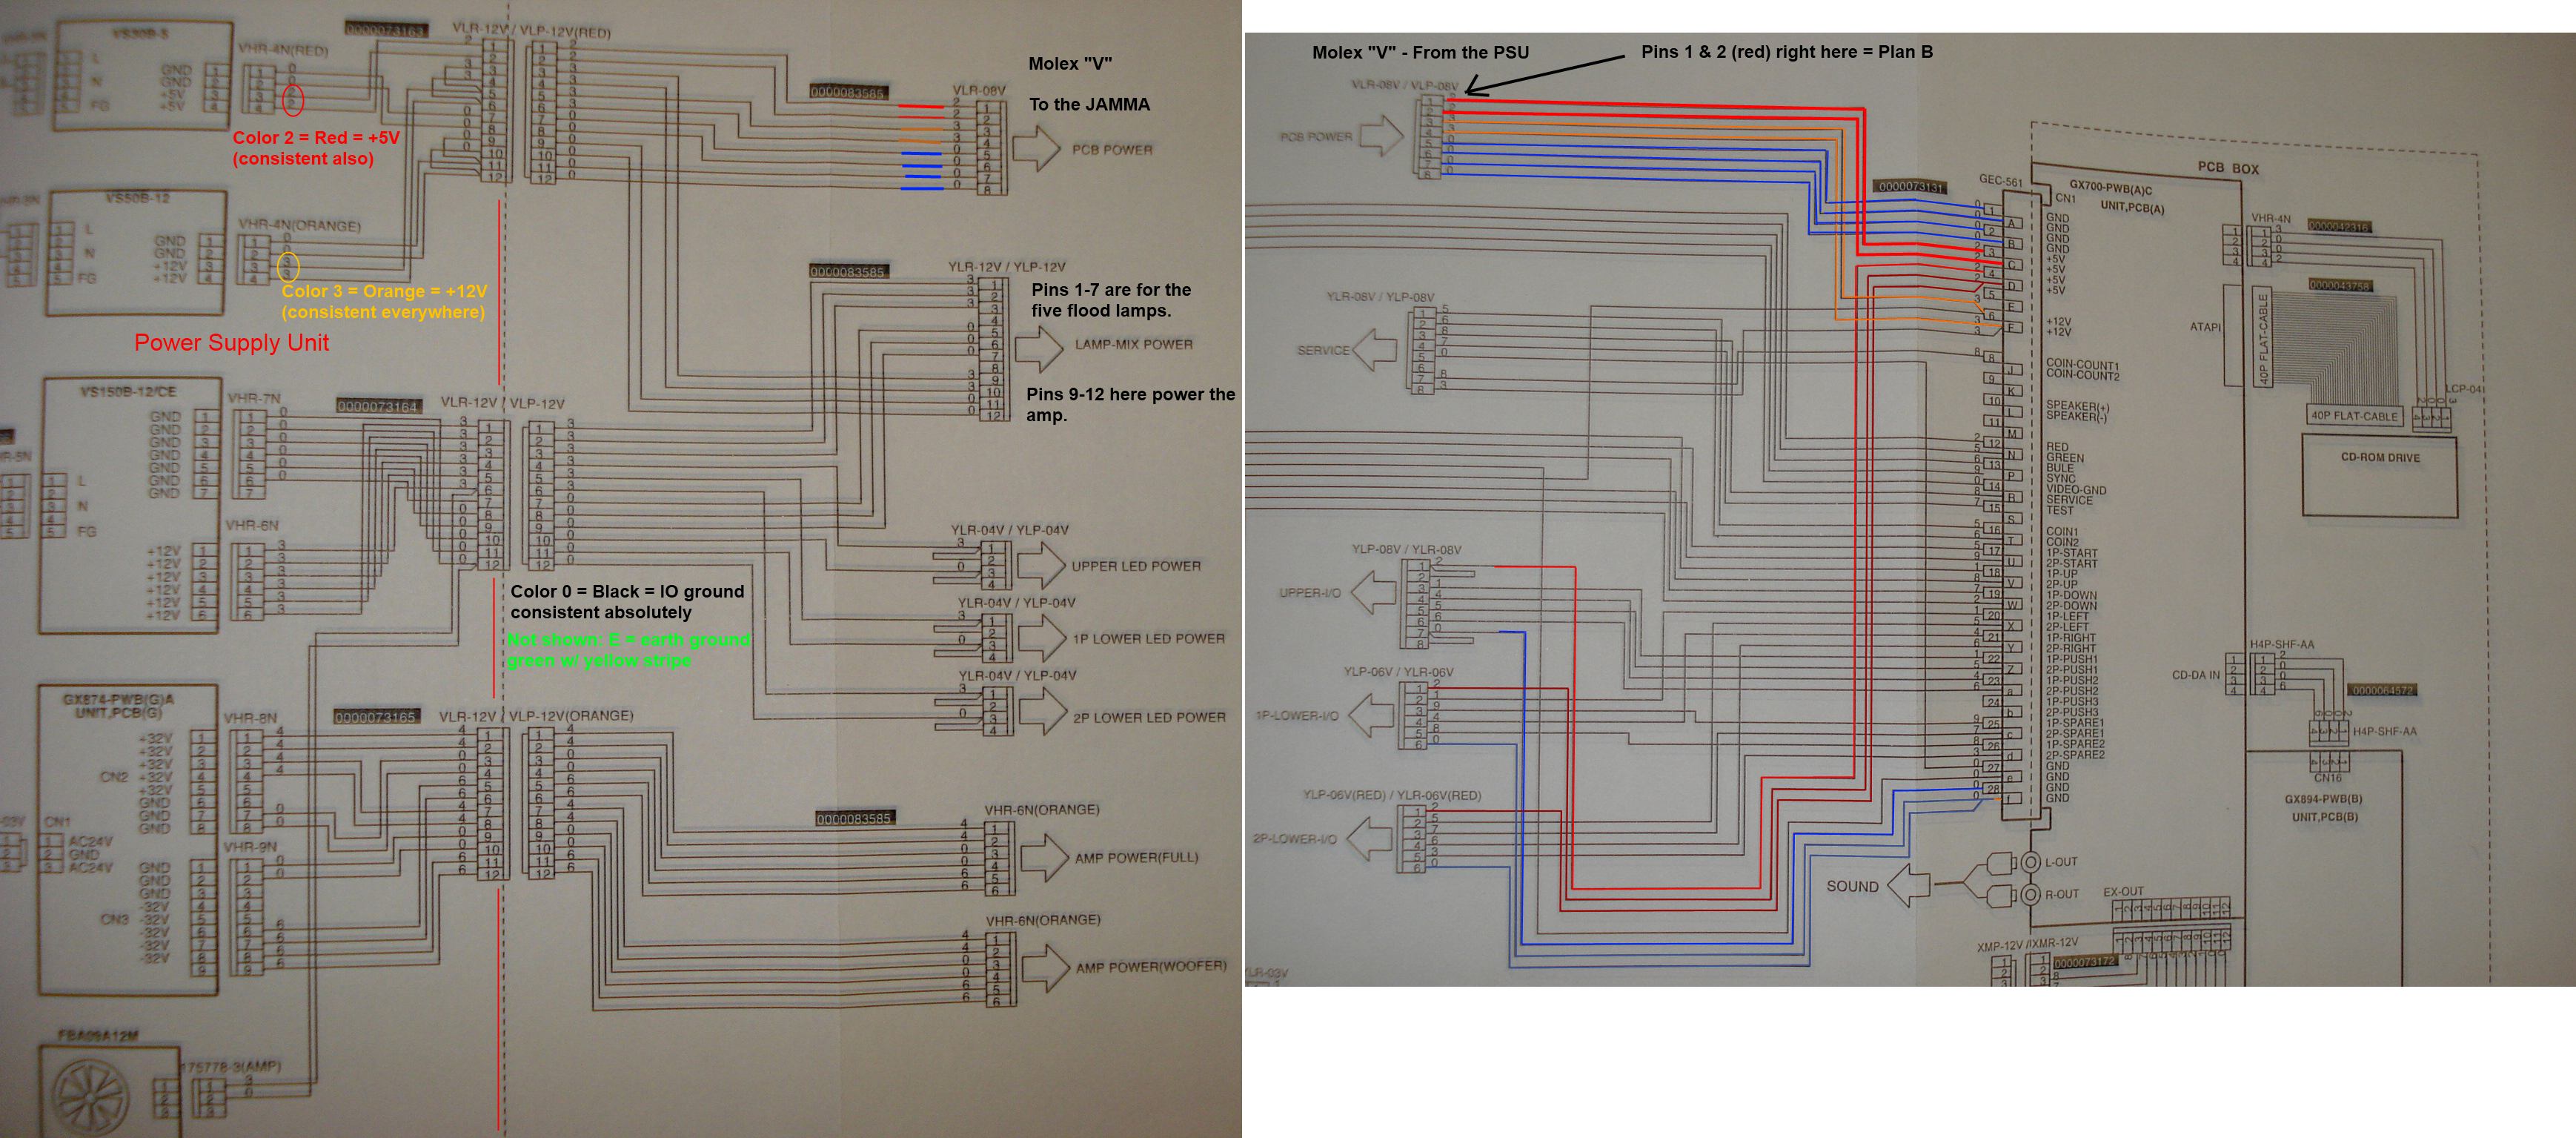 VS30B-5
VHR-4N(RED)
0000073163
VLR-12V / VLP-12V(RED)
L
N
FG
GND
GND
+5V
+5V
Color 2 = Red = +5V
(consistent also)
0000083585
VLR-08V
Molex "V"
To the JAMMA
PCB POWER
VS50B-12
VHR-4N(ORANGE)
L
N
FG
GND
GND
+12V
+12V
Color 3 = Orange = +12V
(consistent everywhere)
Power Supply Unit
0000083585
YLR-12V / YLP-12V
Pins 1-7 are for the
five flood lamps.
LAMP-MIX POWER
Pins 9-12 here power the
amp.
VS150B-12/CE
VHR-7N
0000073164
VLR-12V / VLP-12V
GND
GND
GND
GND
GND
GND
GND
L
N
FG
VHR-6N
+12V
+12V
+12V
+12V
+12V
+12V
Color 0 = Black = IO ground
consistent absolutely
Not shown: E = earth ground
green w/ yellow stripe
YLR-04V / YLP-04V
UPPER LED POWER
YLR-04V / YLP-04V
1P LOWER LED POWER
YLR-04V / YLP-04V
2P LOWER LED POWER
GX874-PWB(G)A
UNIT,PCB(G)
VHR-8N
0000073165
VLR-12V / VLP-12V(ORANGE)
+32V
+32V
+32V
CN2 +32V
+32V
GND
GND
GND
CN1
AC24V
GND
AC24V
VHR-9N
GND
GND
GND
-32V
CN3 -32V
-32V
-32V
-32V
0000083585
VHR-6N(ORANGE)
AMP POWER(FULL)
VHR-6N(ORANGE)
AMP POWER(WOOFER)
FBA09A12M
175778-3(AMP)
Molex "V" - From the PSU
Pins 1 & 2 (red) right here = Plan B
VLR-08V / VLP-08V
PCB POWER
YLR-08V / YLP-08V
SERVICE
YLP-08V / YLR-08V
UPPER-I/O
YLP-06V / YLR-06V
1P-LOWER-I/O
YLP-06V(RED) / YLR-06V(RED)
2P-LOWER-I/O
0000073131
GEC-561
PCB BOX
GX700-PWB(A)C
CN1
UNIT,PCB(A)
GND
GND
GND
GND
+5V
+5V
+5V
+5V
+12V
+12V
COIN-COUNT1
COIN-COUNT2
SPEAKER(+)
SPEAKER(-)
RED
GREEN
BULE
SYNC
VIDEO-GND
SERVICE
TEST
COIN1
COIN2
1P-START
2P-START
1P-UP
2P-UP
1P-DOWN
2P-DOWN
1P-LEFT
2P-LEFT
1P-RIGHT
2P-RIGHT
1P-PUSH1
2P-PUSH1
1P-PUSH2
2P-PUSH2
1P-PUSH3
2P-PUSH3
1P-SPARE1
2P-SPARE1
1P-SPARE2
2P-SPARE2
GND
GND
GND
GND
VHR-4N
0000042316
0000043758
ATAPI
40P FLAT-CABLE
40P FLAT-CABLE
LCP-04
CD-ROM DRIVE
H4P-SHF-AA
CD-DA IN
0000064572
H4P-SHF-AA
CN16
GX894-PWB(B)
UNIT,PCB(B)
SOUND
L-OUT
R-OUT
EX-OUT
XMP-12V / XMR-12V
0000073172